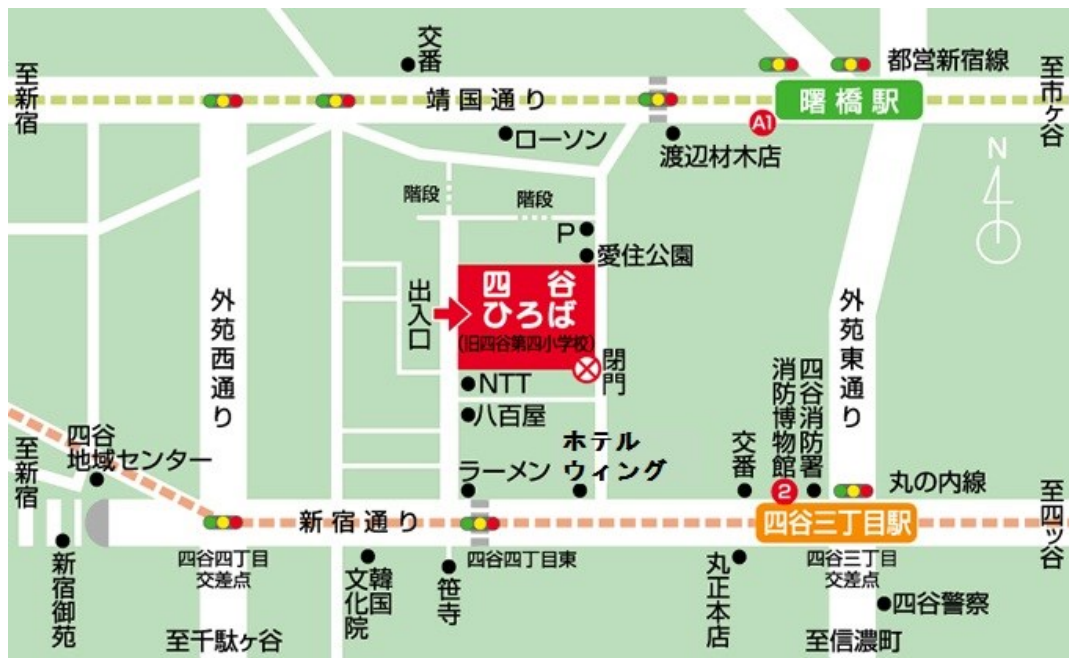 交番
都営新宿線
至新宿
靖国通り
曙橋駅
至市ヶ谷
A1
ローソン
渡辺材木店
N
階段
階段
P
愛住公園
四谷
ひろば
(旧四谷第四小学校)
出入口
閉門
外苑西通り
外苑東通り
NTT
八百屋
四谷
地域センター
ホテル
ウィング
ラーメン
交番
消防博物館
四谷消防署
2
丸の内線
至新宿
新宿通り
四谷三丁目駅
至四ッ谷
新宿御苑
四谷四丁目
交差点
韓国
文化院
笹寺
四谷四丁目東
丸正本店
四谷三丁目
交差点
四谷警察
至千駄ヶ谷
至信濃町